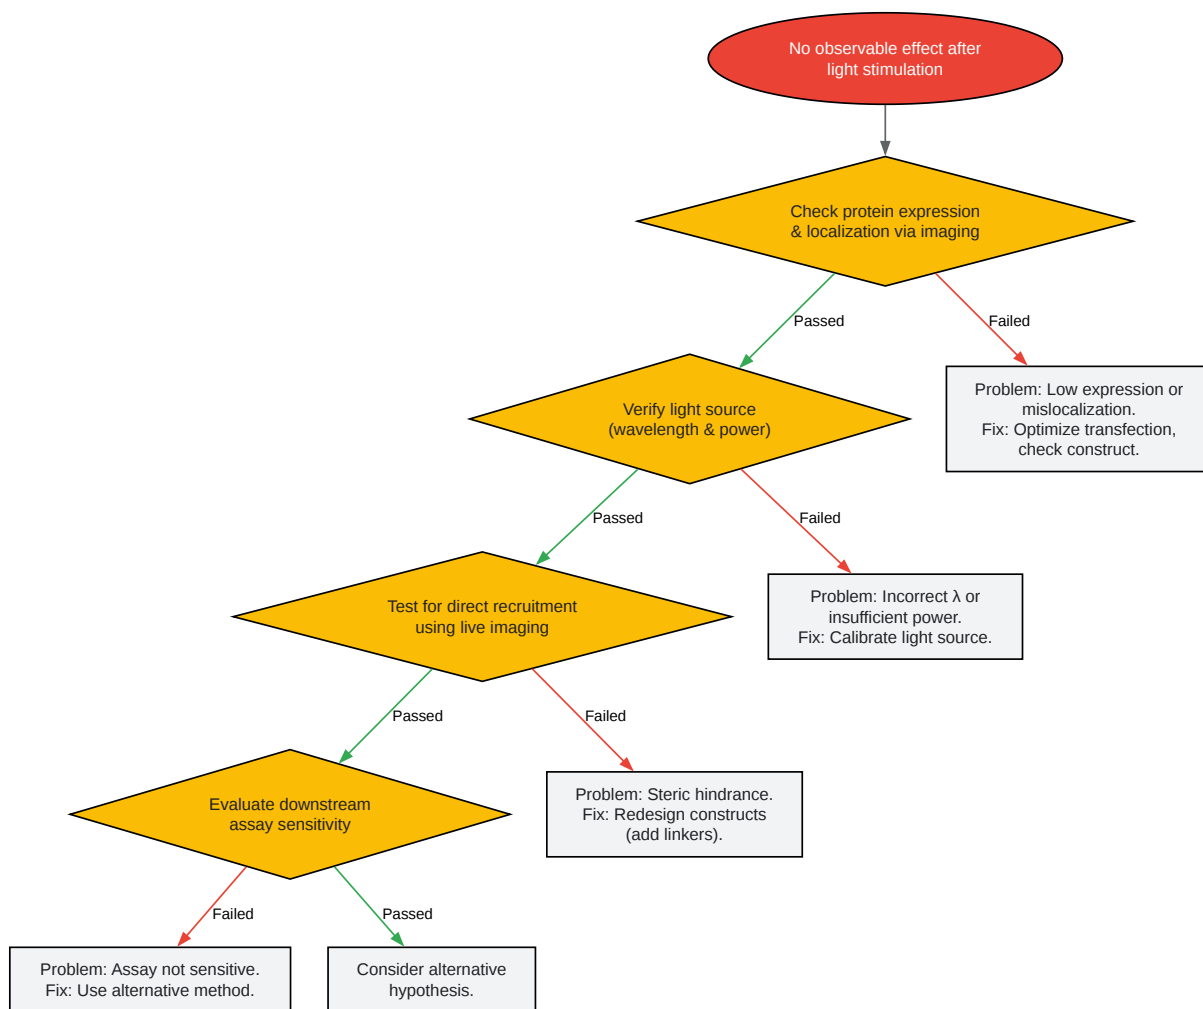 No observable effect after
light stimulation
Check protein expression
& localization via imaging
Passed
Failed
Verify light source
(wavelength & power)
Problem: Low expression or
mislocalization.
Fix: Optimize transfection,
check construct.
Passed
Failed
Test for direct recruitment
using live imaging
Problem: Incorrect λ or
insufficient power.
Fix: Calibrate light source.
Passed
Failed
Evaluate downstream
assay sensitivity
Problem: Steric hindrance.
Fix: Redesign constructs
(add linkers).
Failed
Passed
Problem: Assay not sensitive.
Fix: Use alternative method.
Consider alternative
hypothesis.